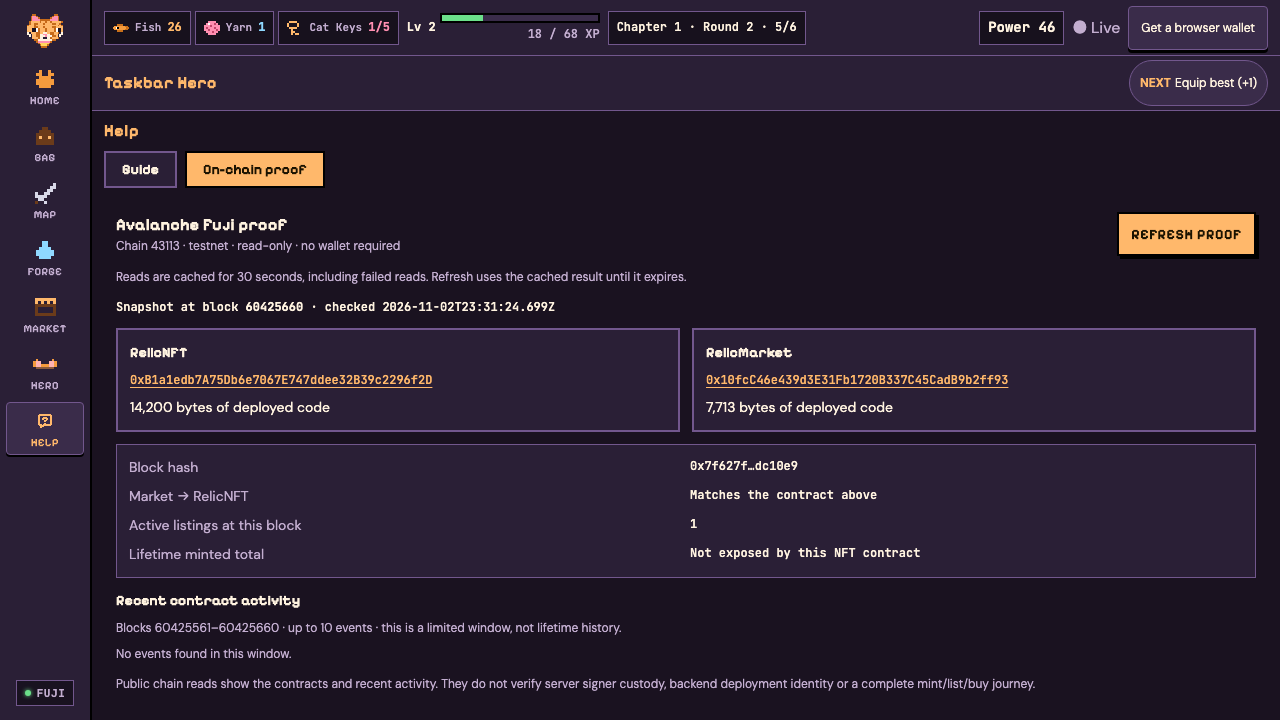 Fish 26
Yarn 1
Cat Keys 1/5
Lv 2
18 / 68 XP
Chapter 1 · Round 2 · 5/6
Power 46
Live
Get a browser wallet
HOME
BAG
MAP
FORGE
MARKET
HERO
HELP
FUJI
Taskbar Hero
NEXT Equip best (+1)
Help
Guide
On-chain proof
Avalanche Fuji proof
Chain 43113 · testnet · read-only · no wallet required
REFRESH PROOF
Reads are cached for 30 seconds, including failed reads. Refresh uses the cached result until it expires.
Snapshot at block 60425660 · checked 2026-11-02T23:31:24.699Z
RelicNFT
0xB1a1edb7A75Db6e7067E747ddee32B39c2296f2D
14,200 bytes of deployed code
RelicMarket
0x10fcC46e439d3E31Fb1720B337C45CadB9b2ff93
7,713 bytes of deployed code
Block hash 0x7f627f…dc10e9
Market → RelicNFT Matches the contract above
Active listings at this block 1
Lifetime minted total Not exposed by this NFT contract
Recent contract activity
Blocks 60425561–60425660 · up to 10 events · this is a limited window, not lifetime history.
No events found in this window.
Public chain reads show the contracts and recent activity. They do not verify server signer custody, backend deployment identity or a complete mint/list/buy journey.